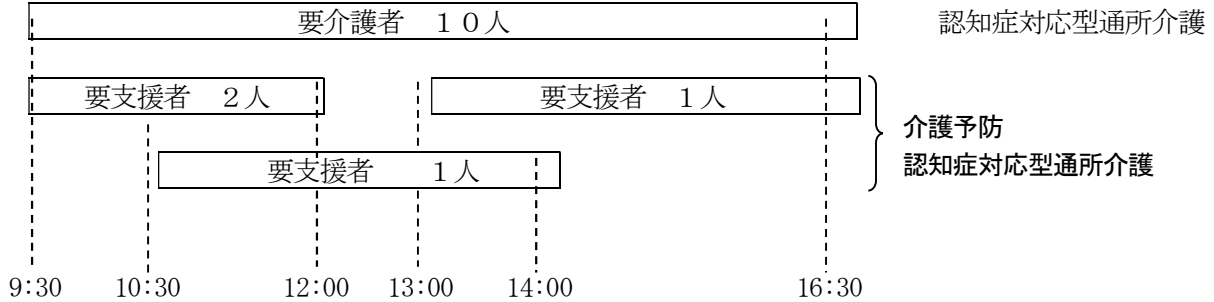 要介護者　１０人
認知症対応型通所介護
要支援者　２人
要支援者　１人
介護予防
認知症対応型通所介護
要支援者　１人
9:30
10:30
12:00
13:00
14:00
16:30